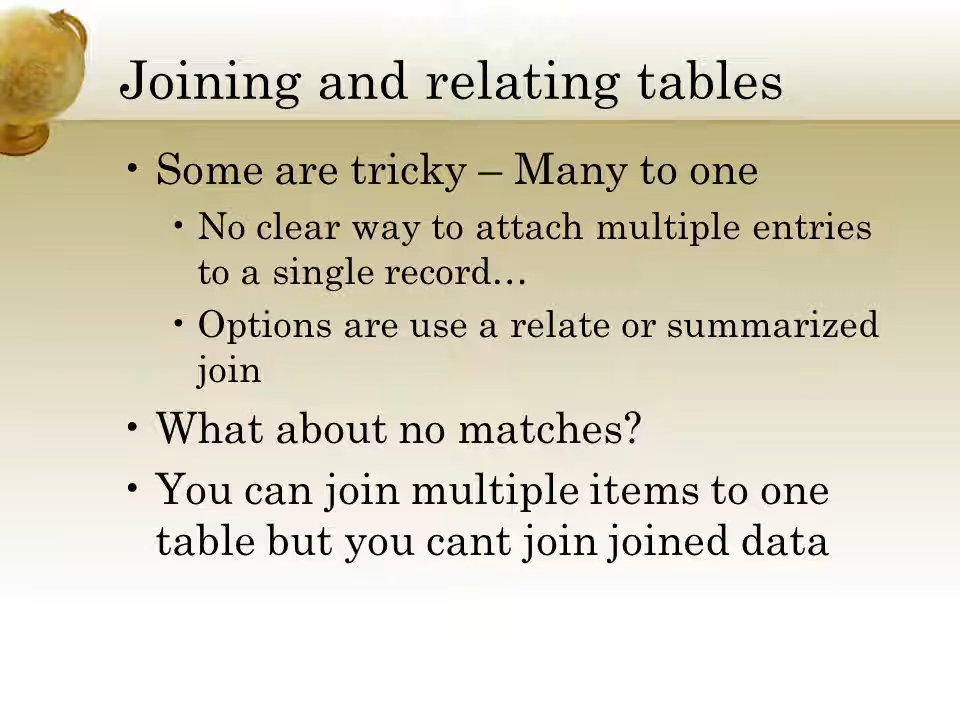 Joining and relating tables
• Some are tricky – Many to one
• No clear way to attach multiple entries
to a single record…
• Options are use a relate or summarized
join
• What about no matches?
• You can join multiple items to one
table but you cant join joined data